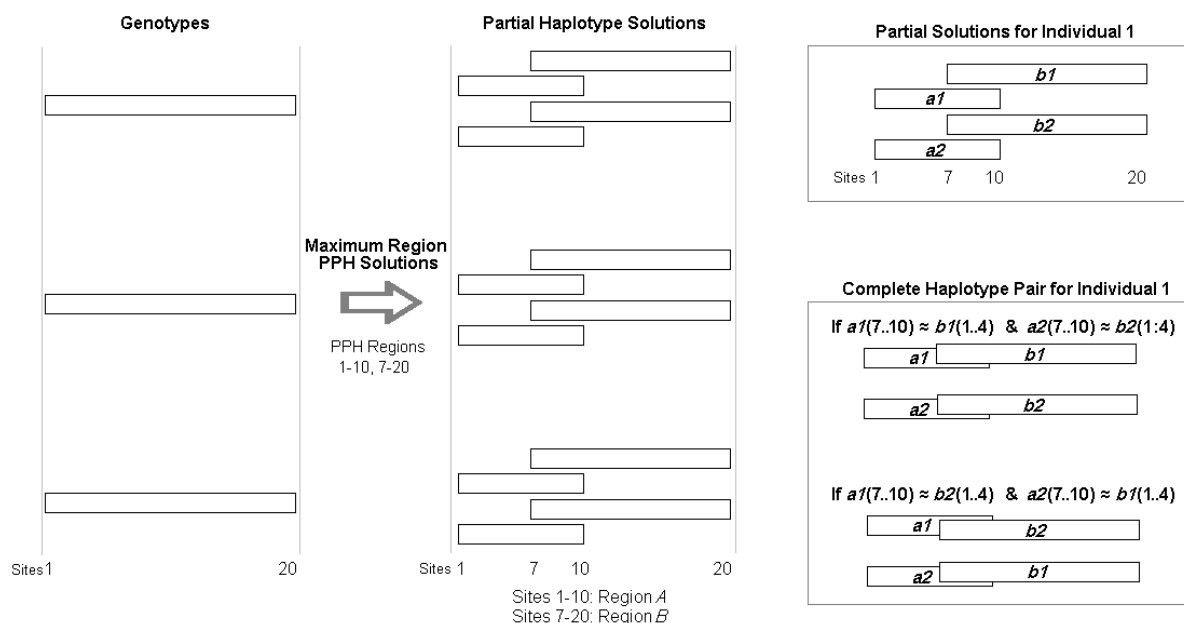 Genotypes
Sites 1
20
Maximum Region
PPH Solutions
PPH Regions
1-10, 7-20
Partial Haplotype Solutions
Sites 1
7
10
20
Sites 1-10: Region A
Sites 7-20: Region B
Partial Solutions for Individual 1
b1
a1
b2
a2
Sites 1
7
10
20
Complete Haplotype Pair for Individual 1
If a1(7..10) ≈ b1(1..4) & a2(7..10) ≈ b2(1:4)
a1
b1
a2
b2
If a1(7..10) ≈ b2(1..4) & a2(7..10) ≈ b1(1..4)
a1
b2
a2
b1